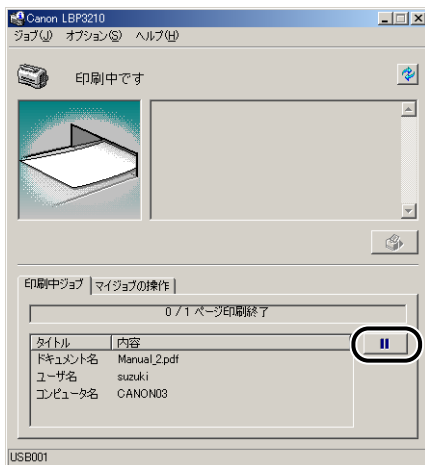 Canon LBP3210
ジョブ(J) オプション(S) ヘルプ(H)
印刷中です
印刷中ジョブ マイジョブの操作
0 / 1 ページ印刷終了
タイトル 内容
ドキュメント名 Manual_2.pdf
ユーザ名 suzuki
コンピュータ名 CANON03
USB001